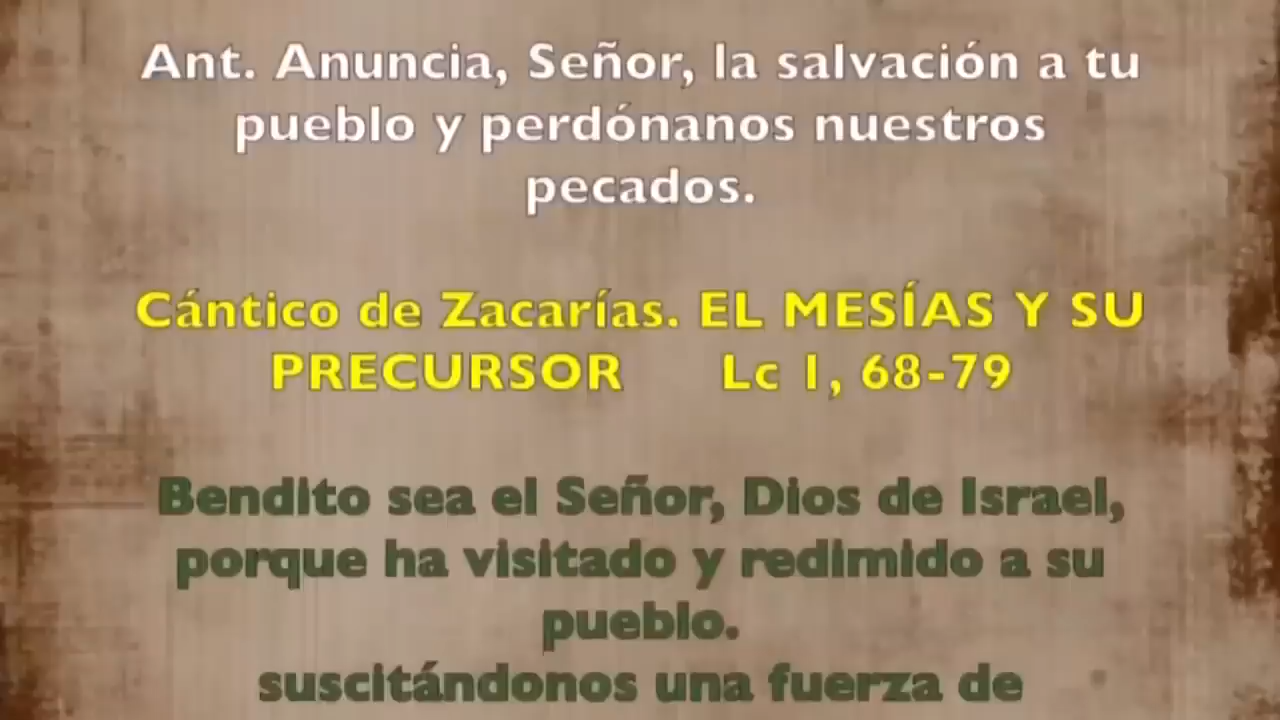 Ant. Anuncia, Señor, la salvación a tu
pueblo y perdónanos nuestros
pecados.
Cántico de Zacarías. EL MESÍAS Y SU
PRECURSOR Lc 1, 68-79
Bendito sea el Señor, Dios de Israel,
porque ha visitado y redimido a su
pueblo.
suscitándonos una fuerza de